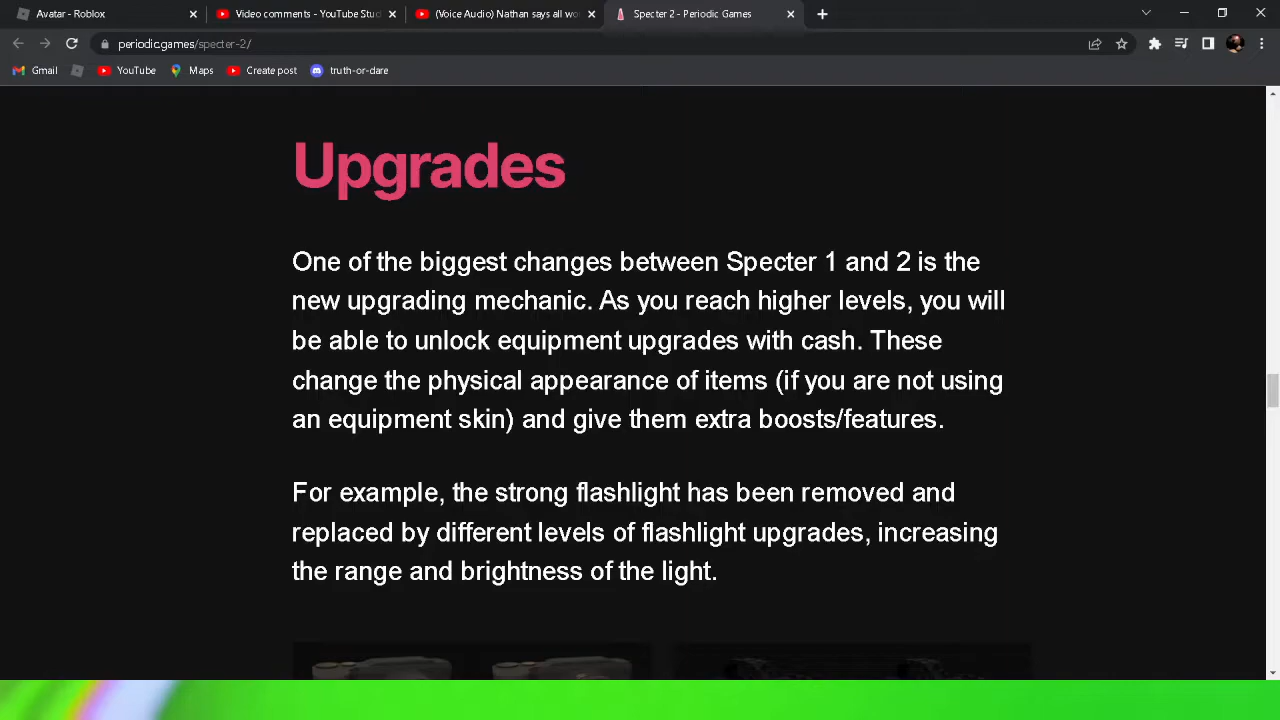 Avatar - Roblox
Video comments - YouTube Stu
(Voice Audio) Nathan says all wo
Specter 2 - Periodic Games
periodic.games/specter-2/
Gmail
YouTube
Maps
Create post
truth-or-dare
Upgrades
One of the biggest changes between Specter 1 and 2 is the
new upgrading mechanic. As you reach higher levels, you will
be able to unlock equipment upgrades with cash. These
change the physical appearance of items (if you are not using
an equipment skin) and give them extra boosts/features.
For example, the strong flashlight has been removed and
replaced by different levels of flashlight upgrades, increasing
the range and brightness of the light.